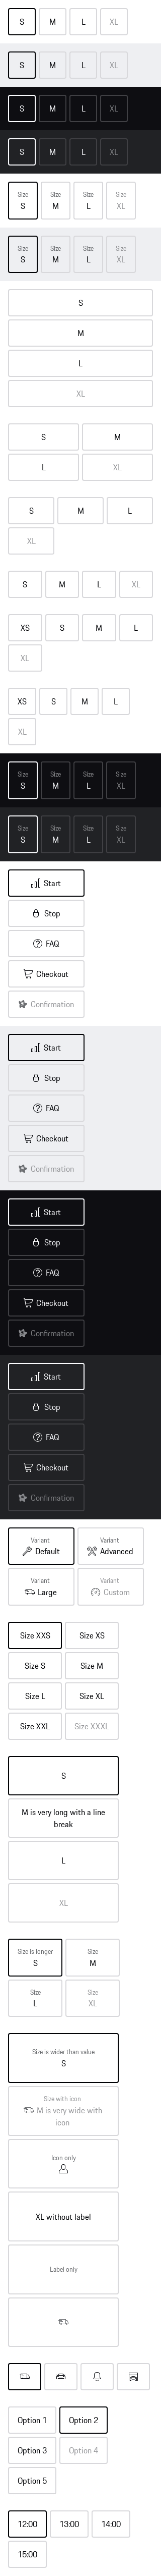 S M L XL
S M L XL
S M L XL
S M L XL
Size Size Size Size
S M L XL
Size Size Size Size
S M L XL
S
M
L
XL
S M
L XL
S M L
XL
S M L XL
XS S M L
XL
XS S M L
XL
Size Size Size Size
S M L XL
Size Size Size Size
S M L XL
Start
Stop
FAQ
Checkout
Confirmation
Start
Stop
FAQ
Checkout
Confirmation
Start
Stop
FAQ
Checkout
Confirmation
Start
Stop
FAQ
Checkout
Confirmation
Variant Variant
Default Advanced
Variant Variant
Large Custom
Size XXS Size XS
Size S Size M
Size L Size XL
Size XXL Size XXXL
S
M is very long with a line
break
L
XL
Size is longer Size
S M
Size Size
L XL
Size is wider than value
S
Size with icon
M is very wide with
icon
Icon only
XL without label
Label only
Option 1 Option 2
Option 3 Option 4
Option 5
12:00 13:00 14:00
15:00